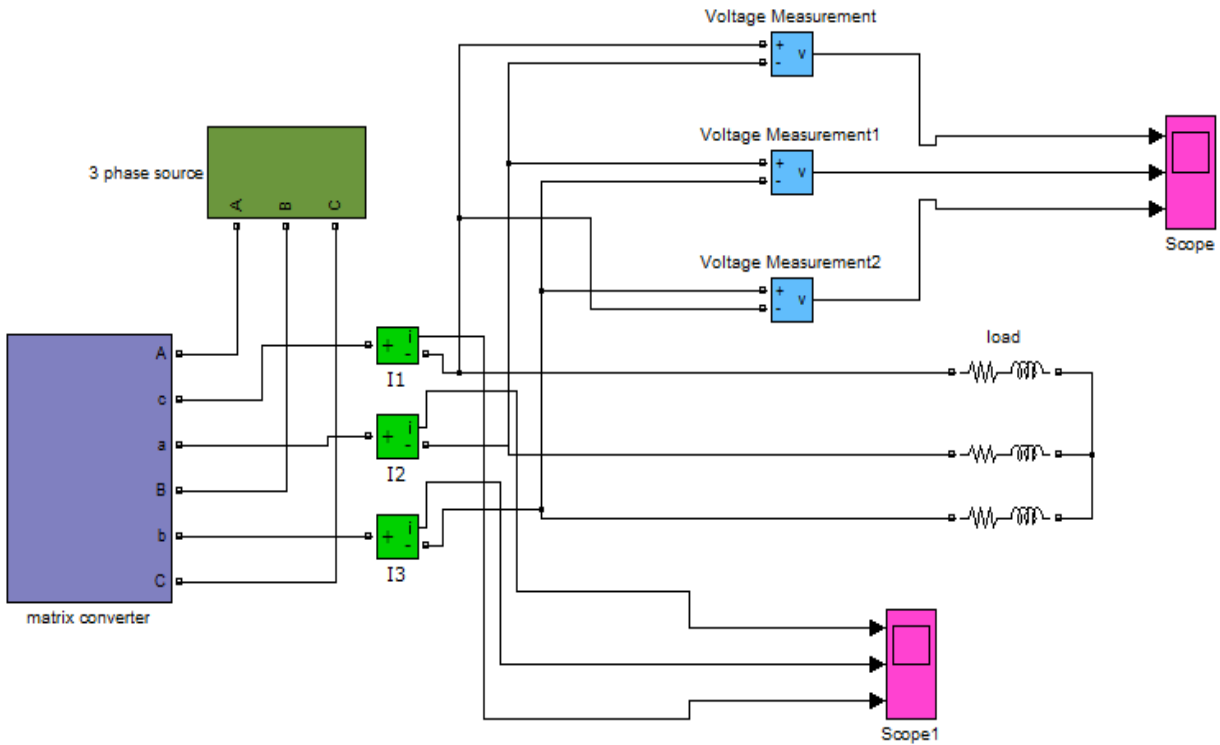 Voltage Measurement
+
-
v
3 phase source
A
B
C
Voltage Measurement1
+
-
v
Scope
Voltage Measurement2
+
-
v
A
c
a
B
b
C
matrix converter
+
i
-
I1
+
i
-
I2
+
i
-
I3
load
Scope1